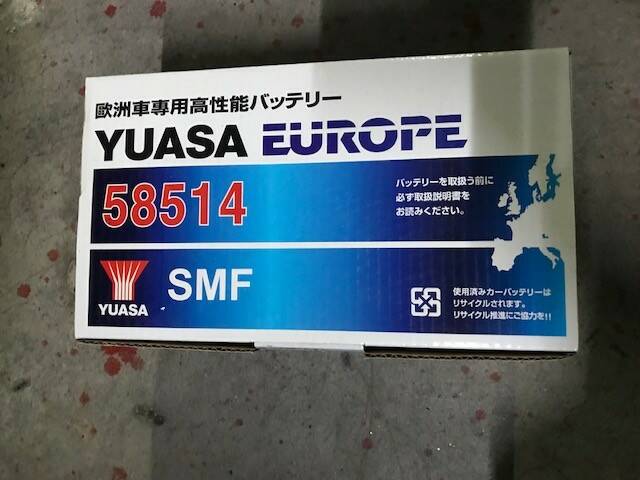 歐洲車專用高性能バッテリー
YUASA EUROPE
58514
バッテリーを取扱う前に
必ず取扱説明書を
お読みください。
YUASA
SMF
使用済みカーバッテリーは
リサイクルされます。
リサイクル推進にご協力を!!